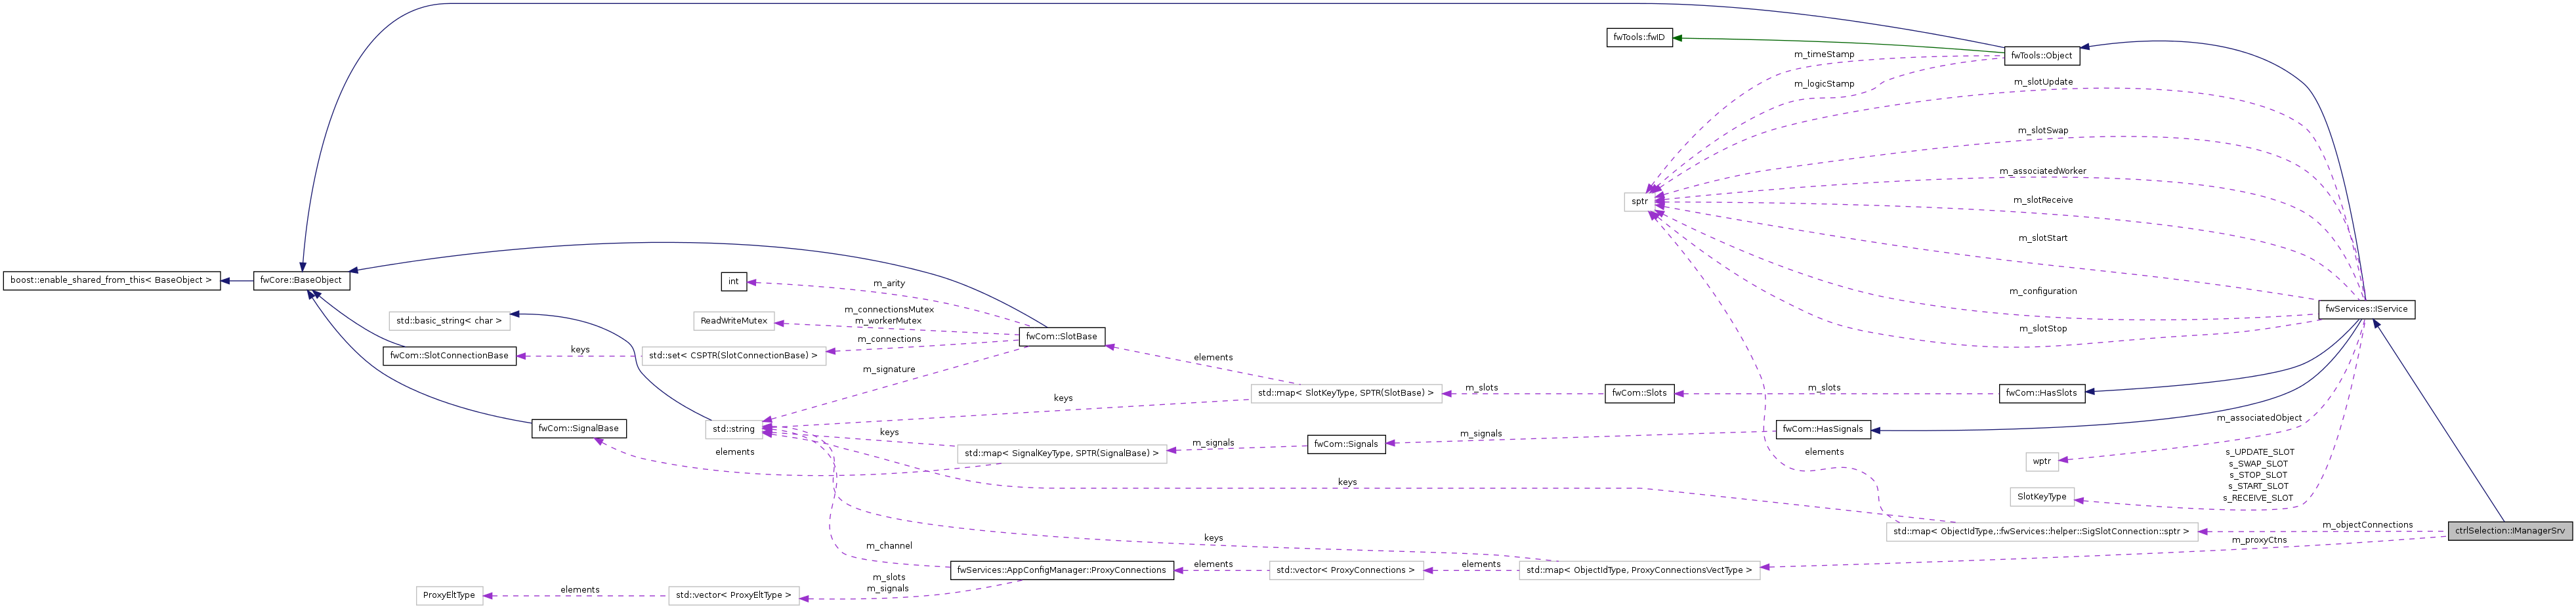 fwTools::fwID
fwTools::Object
m_timeStamp
m_logicStamp
m_slotUpdate
m_slotSwap
m_associatedWorker
sptr
m_slotReceive
m_slotStart
boost::enable_shared_from_this< BaseObject >
fwCore::BaseObject
int
m_arity
m_configuration
fwServices::IService
std::basic_string< char >
ReadWriteMutex
m_connectionsMutex
m_workerMutex
fwCom::SlotBase
m_slotStop
fwCom::SlotConnectionBase
keys
std::set< CSPTR(SlotConnectionBase) >
m_connections
elements
m_signature
std::map< SlotKeyType, SPTR(SlotBase) >
m_slots
fwCom::Slots
m_slots
fwCom::HasSlots
keys
m_associatedObject
fwCom::SignalBase
std::string
keys
m_signals
fwCom::Signals
m_signals
fwCom::HasSignals
elements
std::map< SignalKeyType, SPTR(SignalBase) >
elements
wptr
s_UPDATE_SLOT
s_SWAP_SLOT
s_STOP_SLOT
s_START_SLOT
s_RECEIVE_SLOT
keys
SlotKeyType
m_channel
keys
std::map< ObjectIdType,::fwServices::helper::SigSlotConnection::sptr >
m_objectConnections
ctrlSelection::IManagerSrv
m_proxyCtns
fwServices::AppConfigManager::ProxyConnections
elements
std::vector< ProxyConnections >
elements
std::map< ObjectIdType, ProxyConnectionsVectType >
m_slots
m_signals
ProxyEltType
elements
std::vector< ProxyEltType >